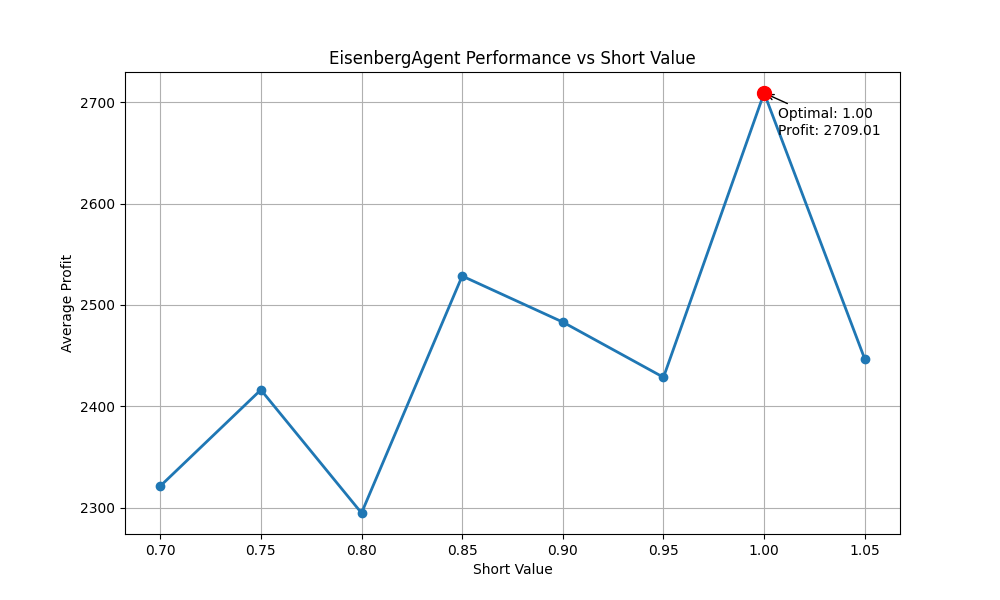 EisenbergAgent Performance vs Short Value
Optimal: 1.00
Profit: 2709.01
Average Profit
2700
2600
2500
2400
2300
0.70 0.75 0.80 0.85 0.90 0.95 1.00 1.05
Short Value